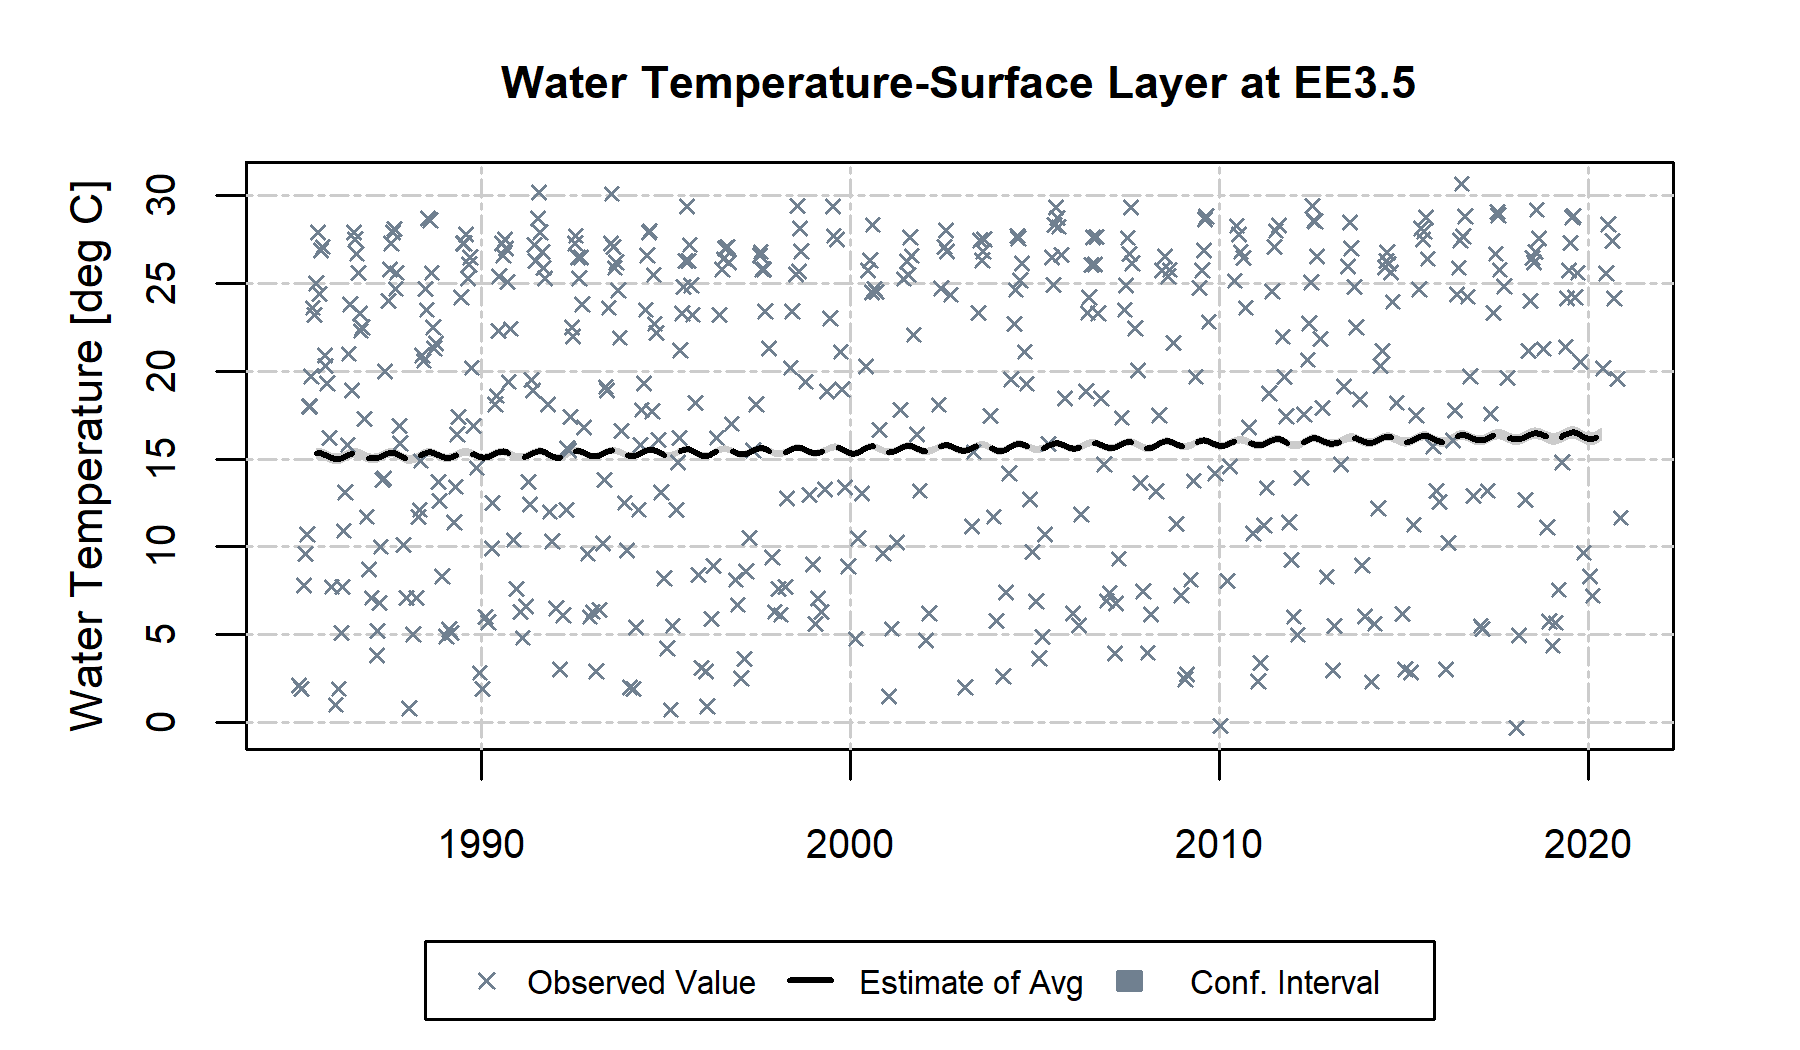 Water Temperature-Surface Layer at EE3.5
Water Temperature [deg C]
30
25
20
15
10
5
0
1990 2000 2010 2020
Observed Value Estimate of Avg Conf. Interval